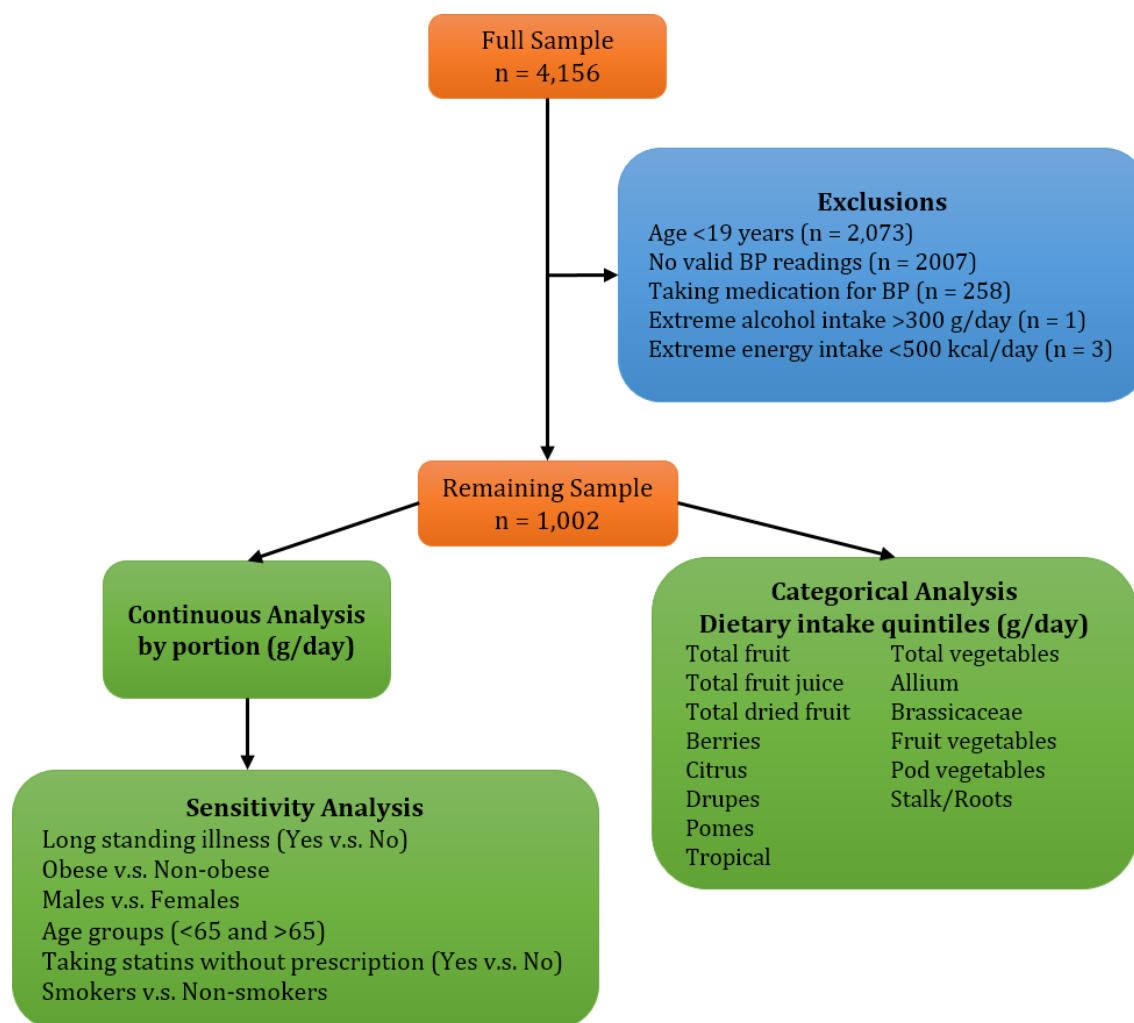 Full Sample
n = 4,156
Exclusions
Age <19 years (n = 2,073)
No valid BP readings (n = 2007)
Taking medication for BP (n = 258)
Extreme alcohol intake >300 g/day (n = 1)
Extreme energy intake <500 kcal/day (n = 3)
Remaining Sample
n = 1,002
Continuous Analysis
by portion (g/day)
Sensitivity Analysis
Long standing illness (Yes v.s. No)
Obese v.s. Non-obese
Males v.s. Females
Age groups (<65 and >65)
Taking statins without prescription (Yes v.s. No)
Smokers v.s. Non-smokers
Categorical Analysis
Dietary intake quintiles (g/day)
Total fruit
Total fruit juice
Total dried fruit
Berries
Citrus
Drupes
Pomes
Tropical
Total vegetables
Allium
Brassicaceae
Fruit vegetables
Pod vegetables
Stalk/Roots